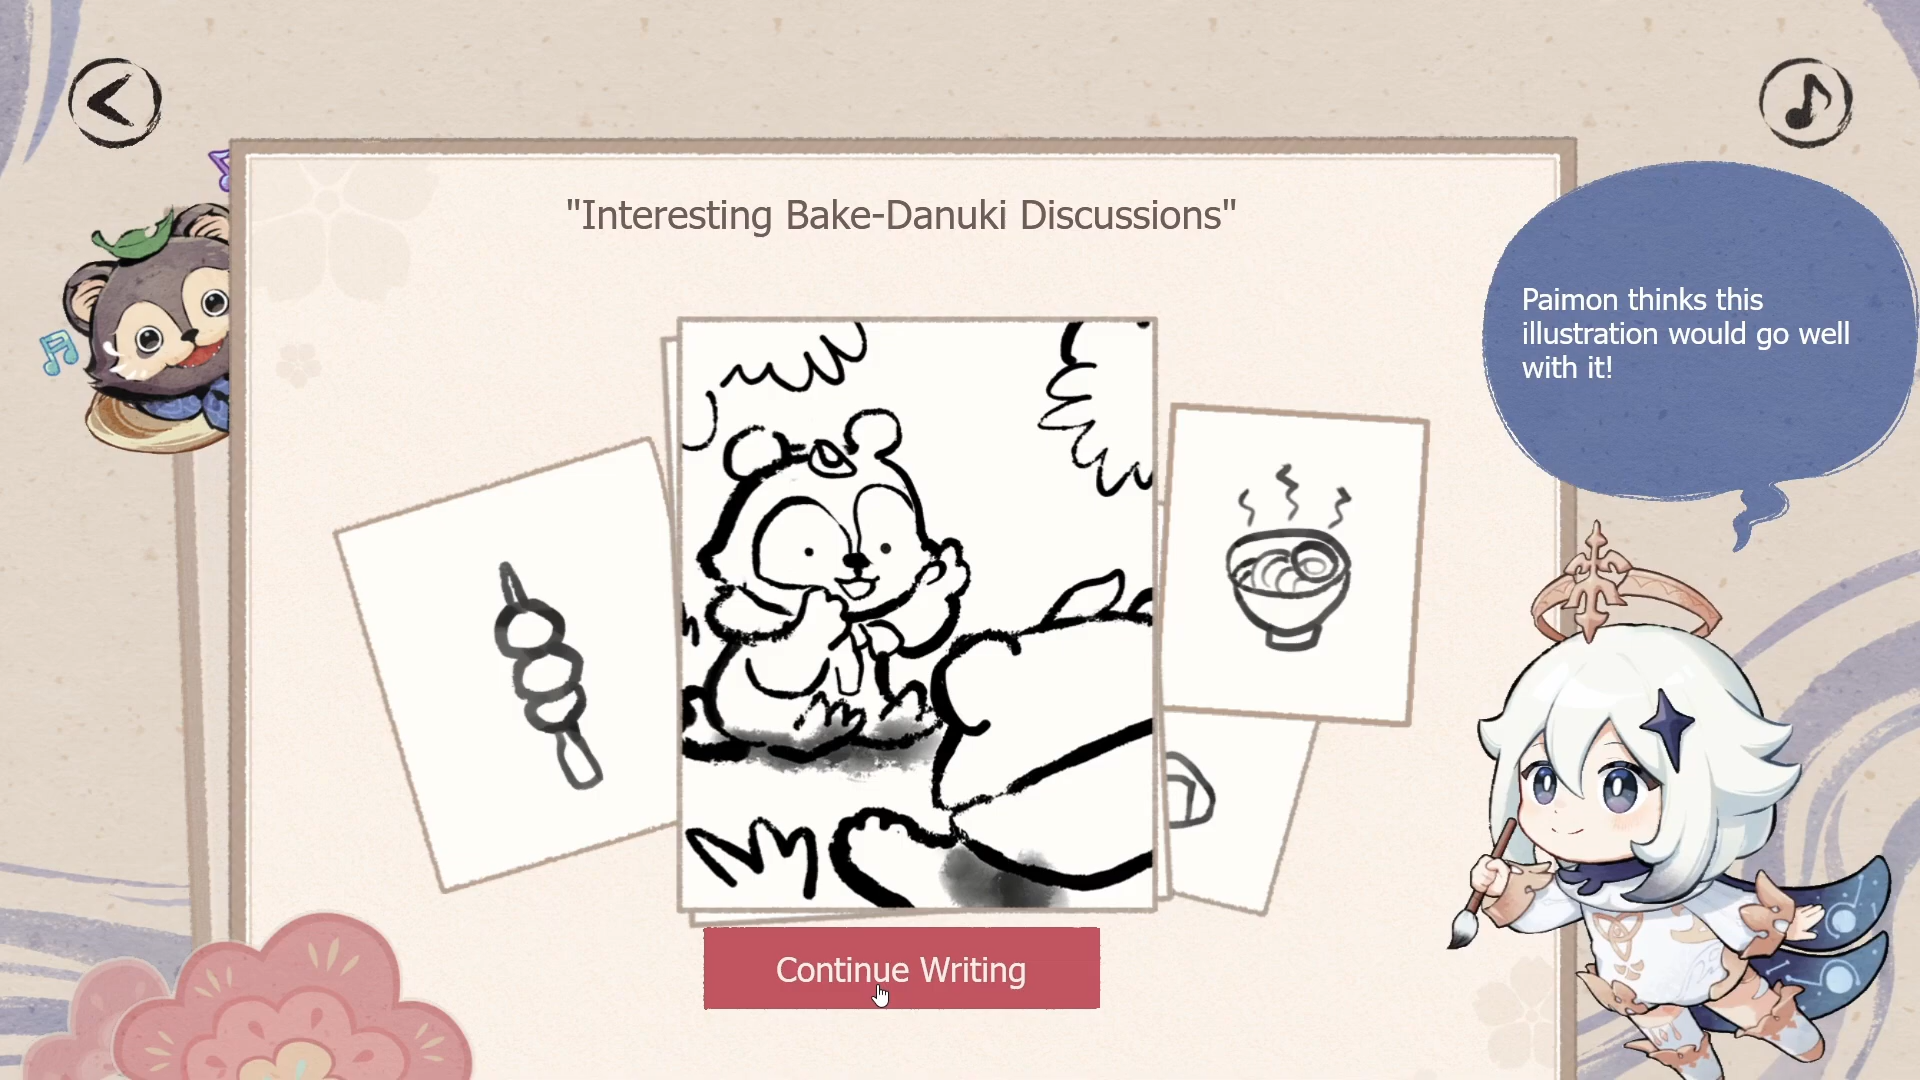 "Interesting Bake-Danuki Discussions"
Paimon thinks this
illustration would go well
with it!
Continue Writing